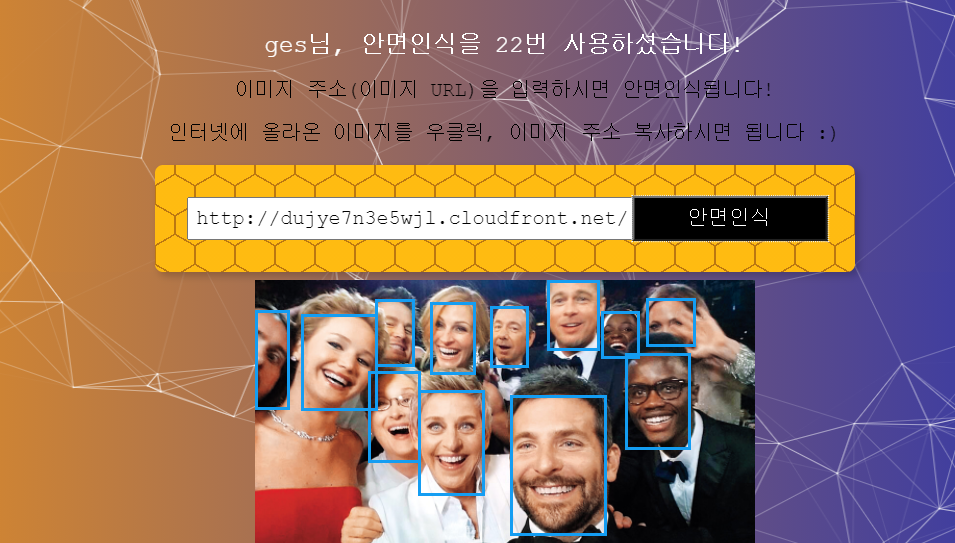 ges님, 안면인식을 22번 사용하셨습니다!
이미지 주소(이미지 URL)을 입력하시면 안면인식됩니다!
인터넷에 올라온 이미지를 우클릭, 이미지 주소 복사하시면 됩니다 :)
http://dujye7n3e5wjl.cloudfront.net/ 안면인식